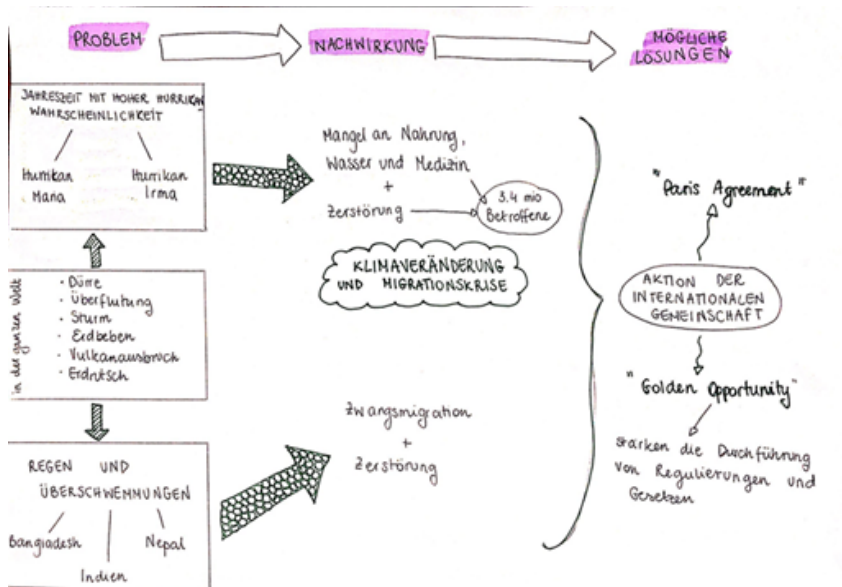 PROBLEM
NACHWIRKUNG
MÖGLICHE
LÖSUNGEN
JAHRESZEIT MIT HOHER HURRIKAN
WAHRSCHEINLICHKEIT
Hurrikan
Maria
Hurrikan
Irma
in der ganzen Welt
· Dürre
· Überflutung
· Sturm
· Erdbeben
· Vulkanausbruch
· Erdrutsch
REGEN UND
ÜBERSCHWEMMUNGEN
Bangladesh
Indien
Nepal
Mangel an Nahrung,
Wasser und Medizin
+
Zerstörung
3.4 mio
Betroffene
KLIMAVERÄNDERUNG
UND MIGRATIONSKRISE
Zwangsmigration
+
Zerstörung
"Paris Agreement"
AKTION DER
INTERNATIONALEN
GEMEINSCHAFT
"Golden Opportunity"
stärken die Durchführung
von Regulierungen und
Gesetzen